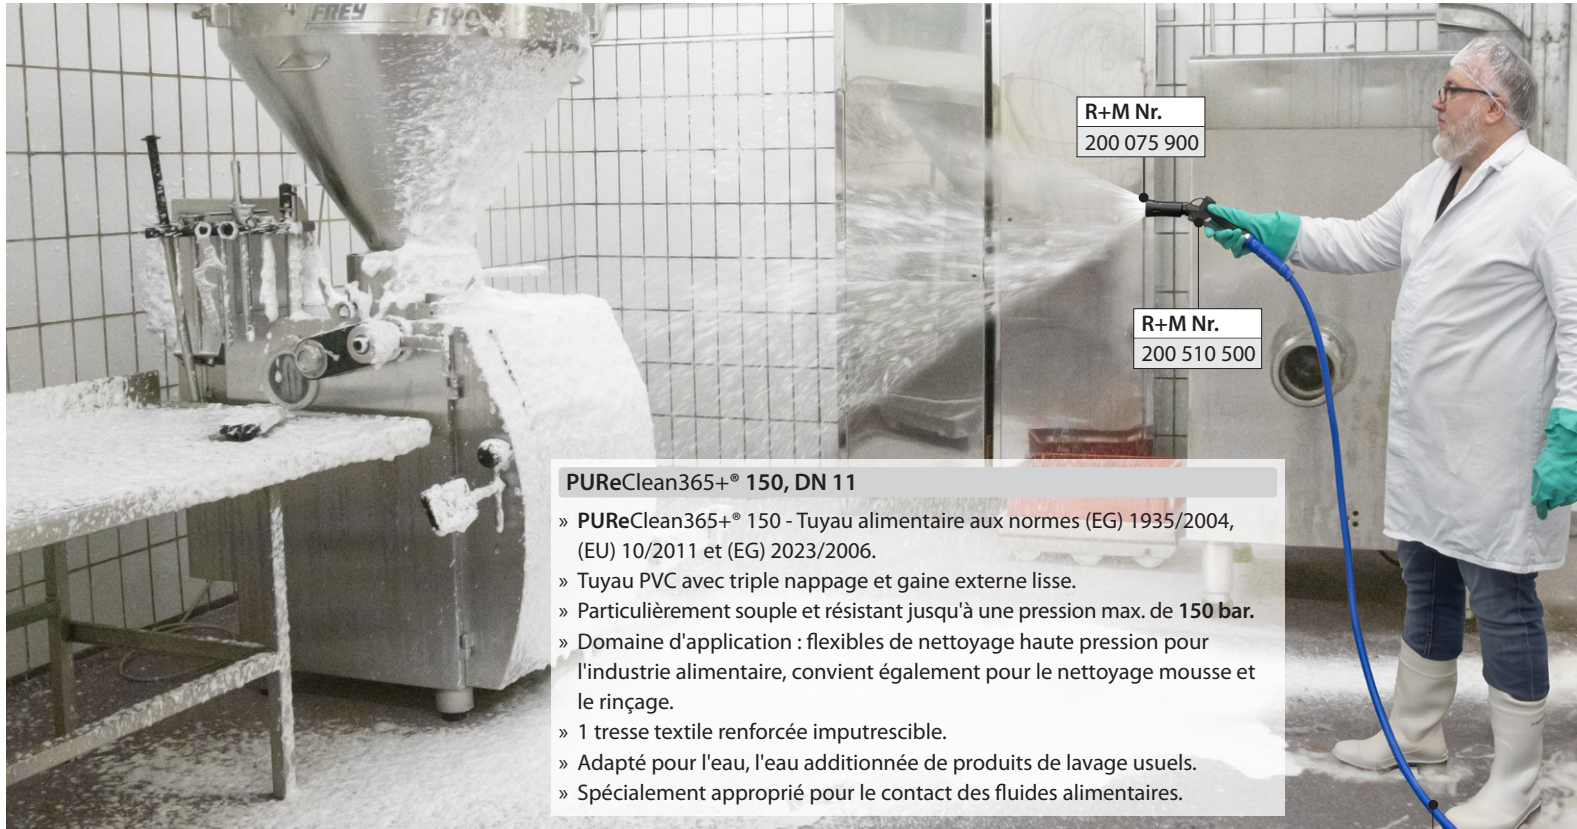 FREY F190
R+M Nr.
200 075 900
R+M Nr.
200 510 500
PUReClean365+® 150, DN 11
» PUReClean365+® 150 - Tuyau alimentaire aux normes (EG) 1935/2004,
(EU) 10/2011 et (EG) 2023/2006.
» Tuyau PVC avec triple nappage et gaine externe lisse.
» Particulièrement souple et résistant jusqu'à une pression max. de 150 bar.
» Domaine d'application : flexibles de nettoyage haute pression pour
l'industrie alimentaire, convient également pour le nettoyage mousse et
le rinçage.
» 1 tresse textile renforcée imputrescible.
» Adapté pour l'eau, l'eau additionnée de produits de lavage usuels.
» Spécialement approprié pour le contact des fluides alimentaires.